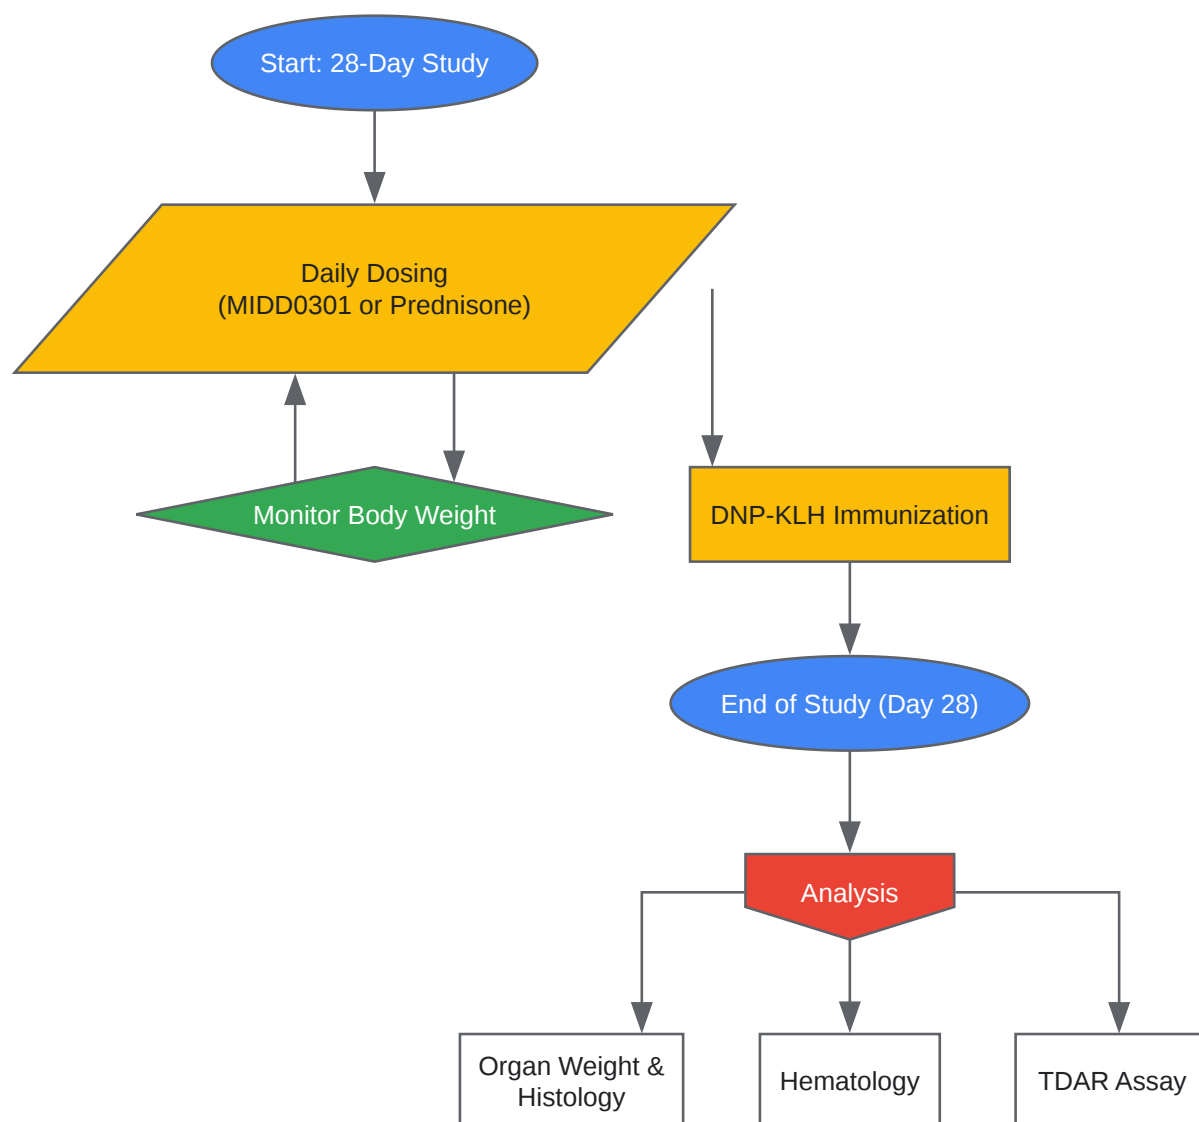 Start: 28-Day Study
Daily Dosing
(MIDD0301 or Prednisone)
Monitor Body Weight
DNP-KLH Immunization
End of Study (Day 28)
Analysis
Organ Weight &
Histology
Hematology
TDAR Assay